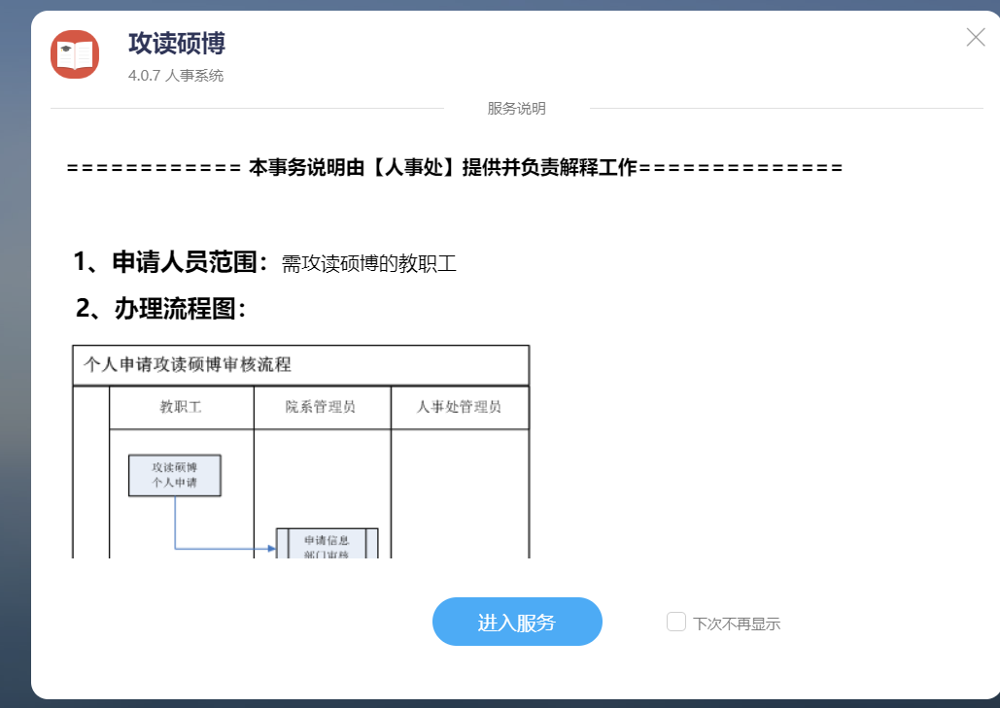 攻读硕博
4.0.7 人事系统
服务说明
============ 本事务说明由【人事处】提供并负责解释工作==============
1、申请人员范围：需攻读硕博的教职工
2、办理流程图：
个人申请攻读硕博审核流程
教职工 院系管理员 人事处管理员
攻读硕博
个人申请
申请信息
部门审核
进入服务 下次不再显示